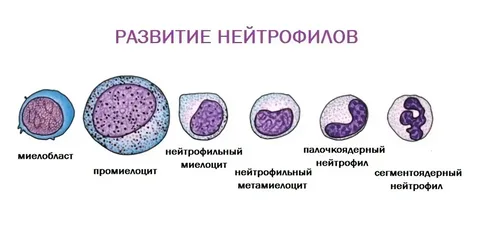 РАЗВИТИЕ НЕЙТРОФИЛОВ
миелобласт
промиелоцит
нейтрофильный
миелоцит
нейтрофильный
метамиелоцит
палочкоядерный
нейтрофил
сегментоядерный
нейтрофил